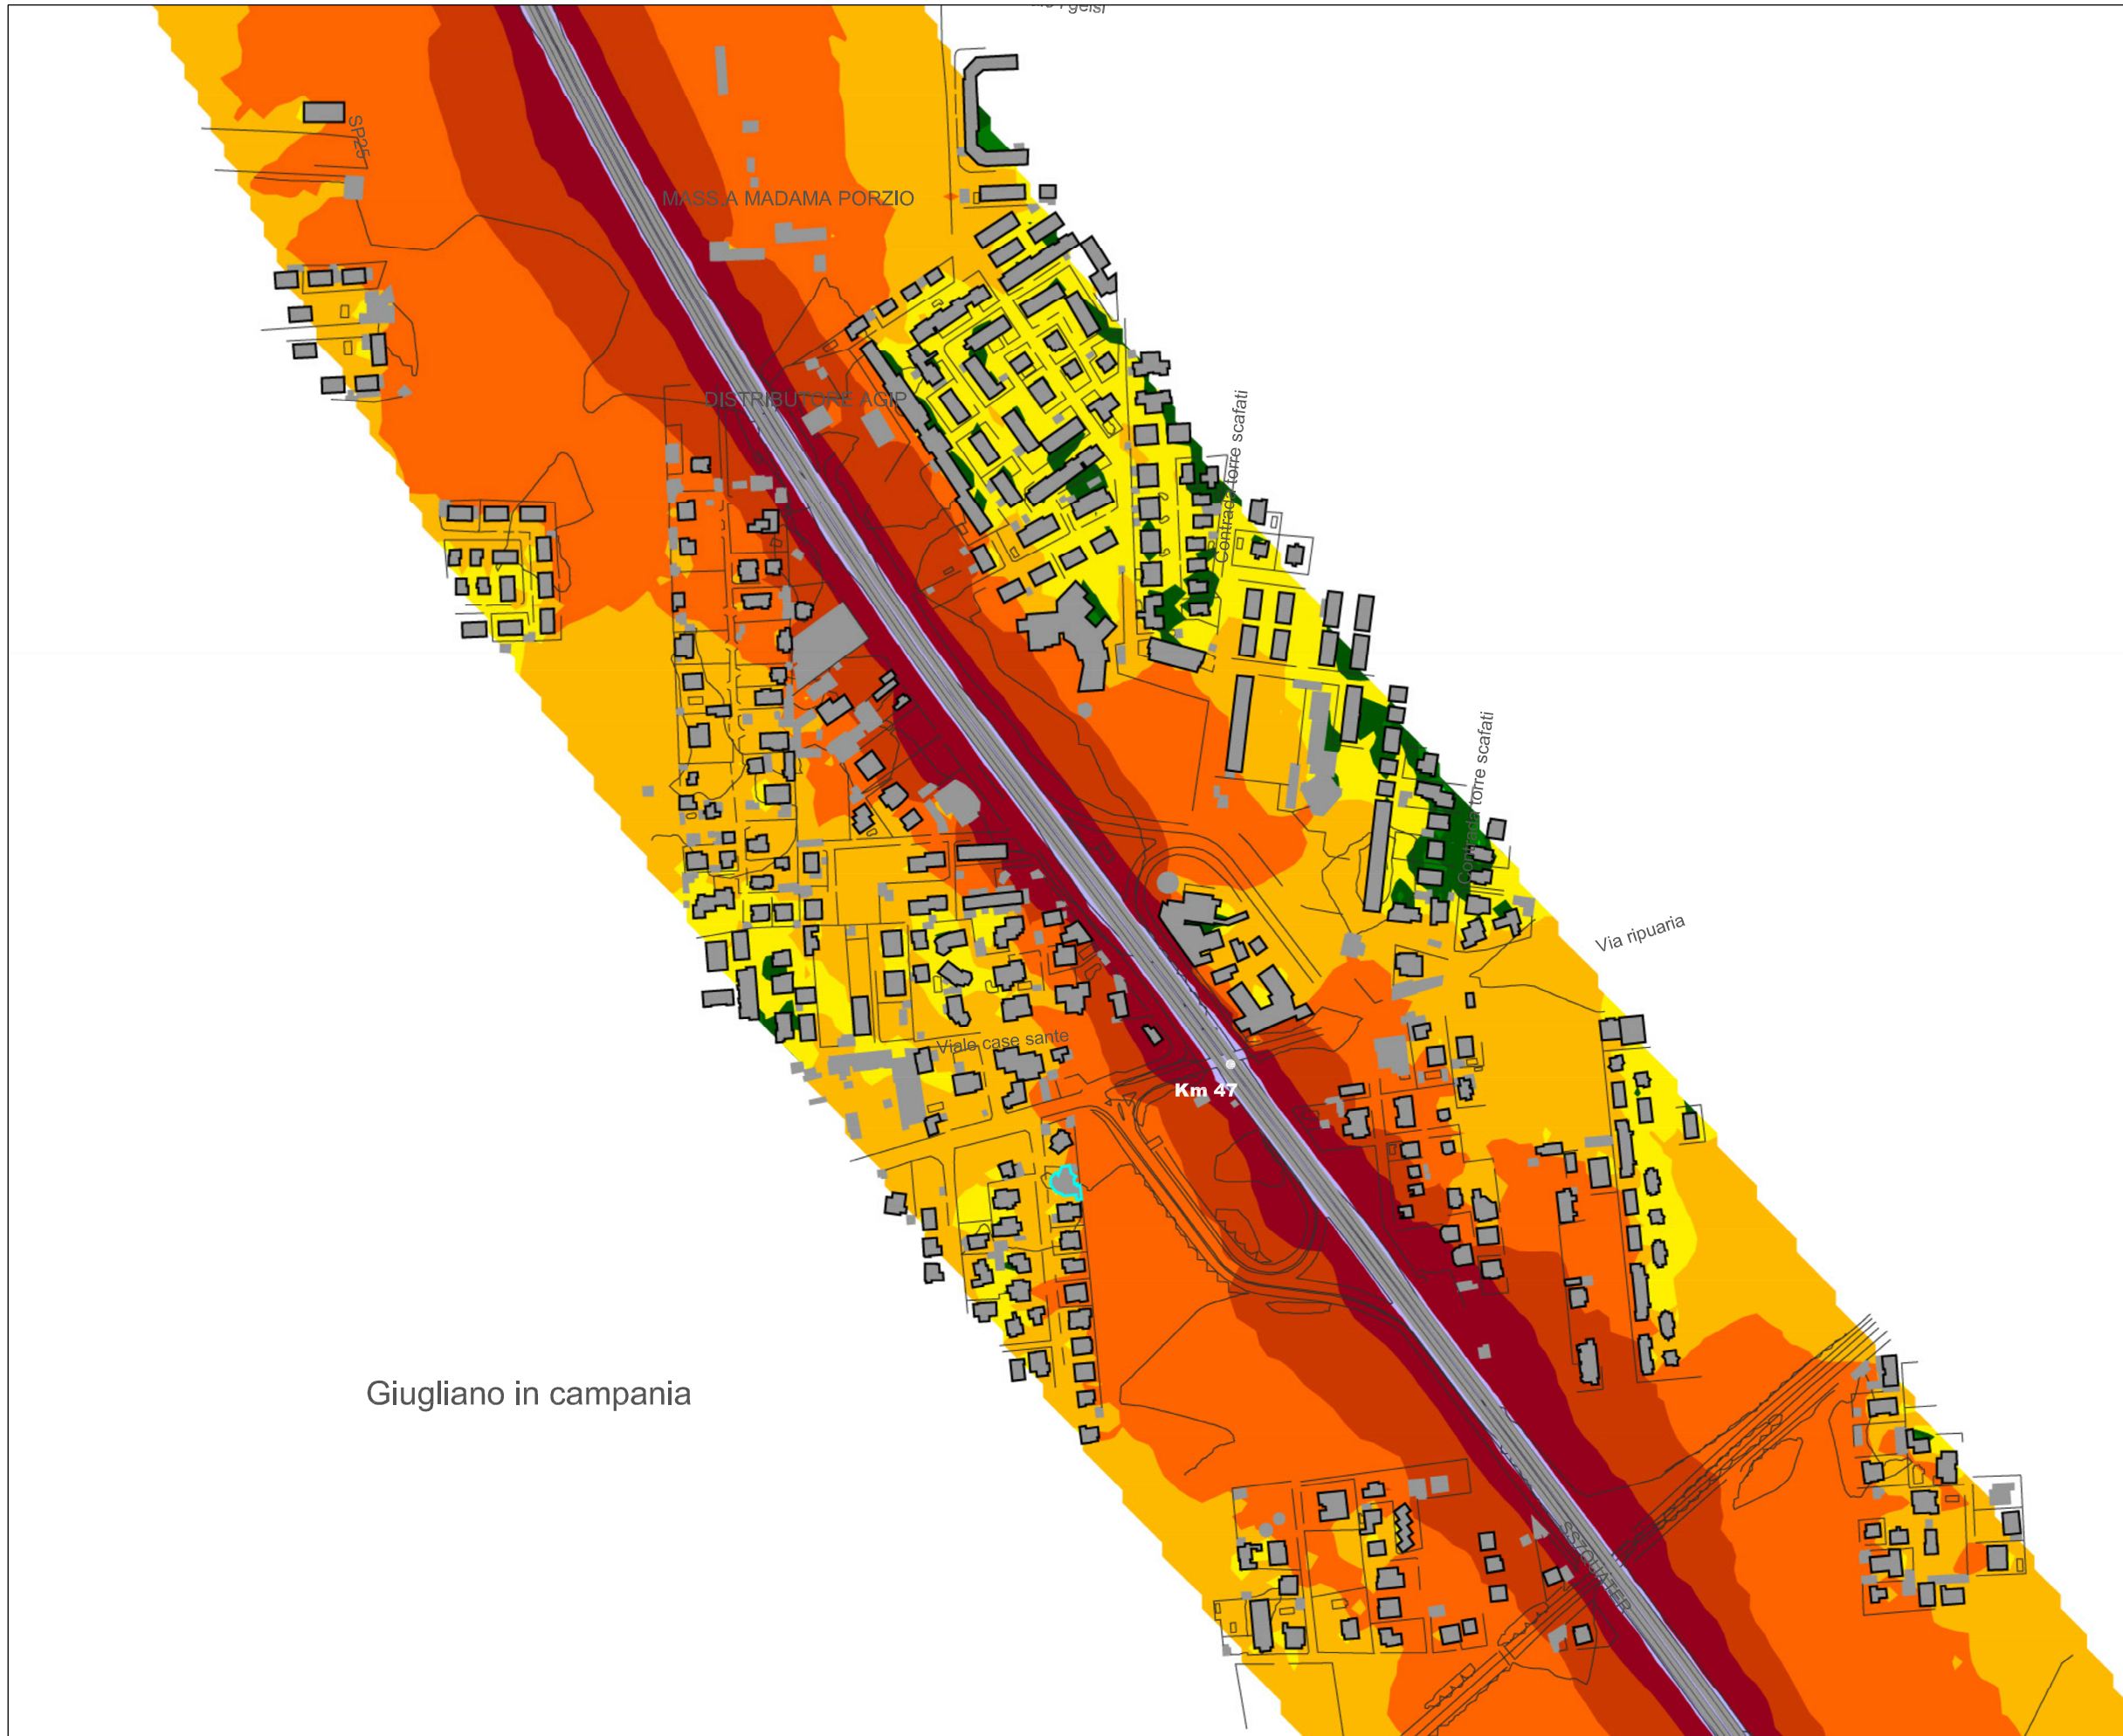 SP25
MASS.A MADAMA PORZIO
DISTRIBUTORE AGIP
Contrada torre scafati
Contrada torre scafati
Via ripuaria
Viale case sante
Km 47
Giugliano in campania
SS7QUATER